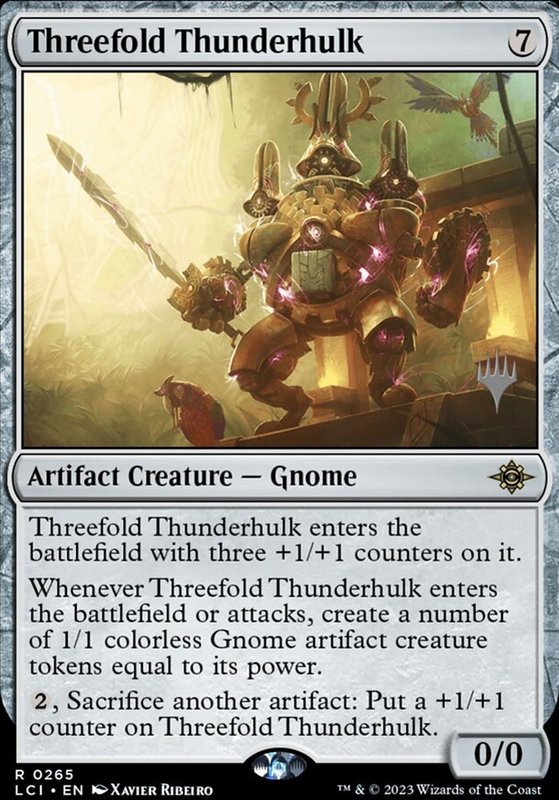 Threefold Thunderhulk 7
Artifact Creature — Gnome
Threefold Thunderhulk enters the
battlefield with three +1/+1 counters on it.
Whenever Threefold Thunderhulk enters
the battlefield or attacks, create a number
of 1/1 colorless Gnome artifact creature
tokens equal to its power.
2, Sacrifice another artifact: Put a +1/+1
counter on Threefold Thunderhulk.
0/0
R 0265
LCI • EN Xavier Ribeiro
™ & © 2023 Wizards of the Coast